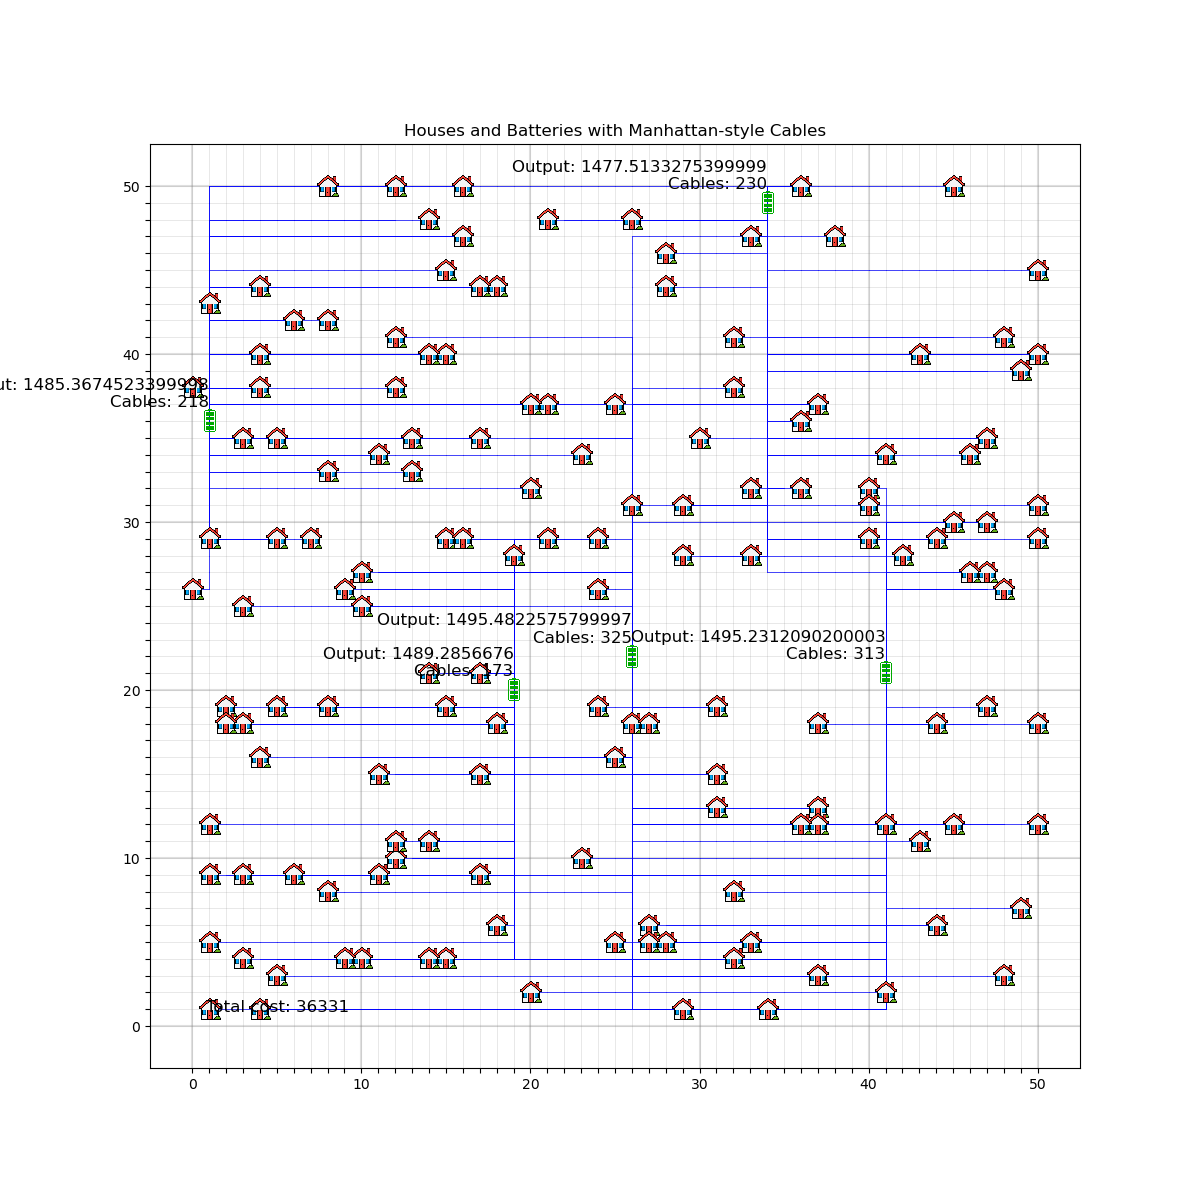 Houses and Batteries with Manhattan-style Cables
Output: 1477.5133275399999
Cables: 230
50
40
ut: 1485.3674523399998
Cables: 218
30
Output: 1495.4822575799997
Cables: 325
Output: 1495.2312090200003
Cables: 313
Output: 1489.2856676
Cables: 173
20
10
Total cost: 36331
0
0 10 20 30 40 50